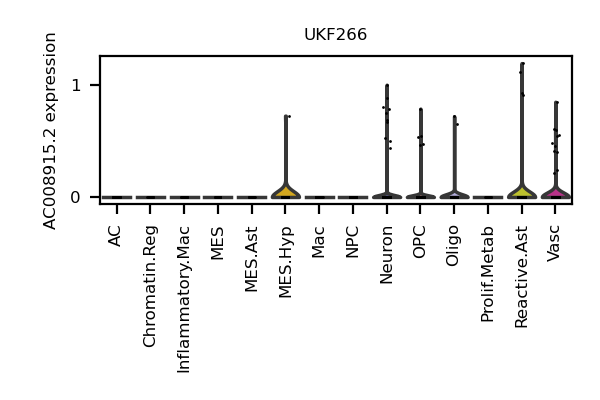 UKF266
AC008915.2 expression
1
0
AC
Chromatin.Reg
Inflammatory.Mac
MES
MES.Ast
MES.Hyp
Mac
NPC
Neuron
OPC
Oligo
Prolif.Metab
Reactive.Ast
Vasc